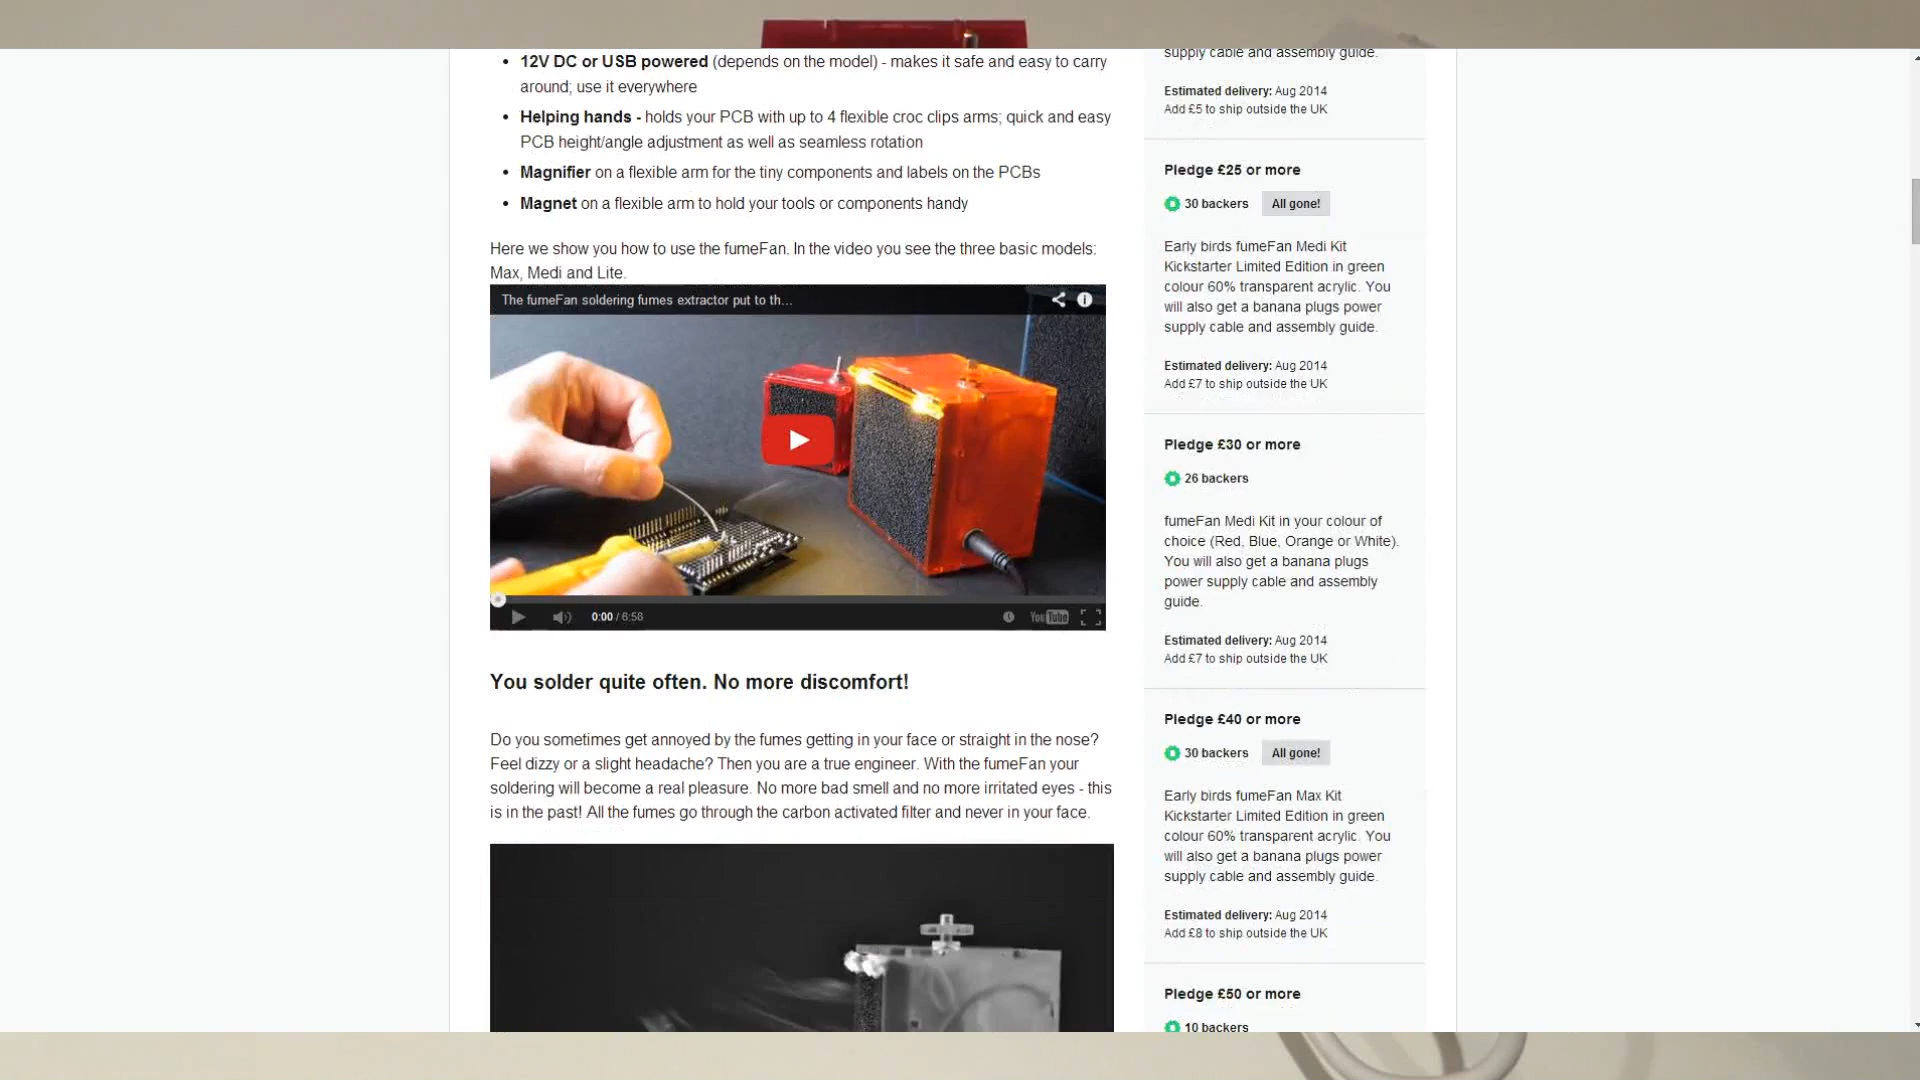 12V DC or USB powered (depends on the model) - makes it safe and easy to carry
around; use it everywhere
Helping hands - holds your PCB with up to 4 flexible croc clips arms; quick and easy
PCB height/angle adjustment as well as seamless rotation
Magnifier on a flexible arm for the tiny components and labels on the PCBs
Magnet on a flexible arm to hold your tools or components handy
Here we show you how to use the fumeFan. In the video you see the three basic models:
Max, Medi and Lite.
The fumeFan soldering fumes extractor put to th...
0:00 / 6:58
YouTube
You solder quite often. No more discomfort!
Do you sometimes get annoyed by the fumes getting in your face or straight in the nose?
Feel dizzy or a slight headache? Then you are a true engineer. With the fumeFan your
soldering will become a real pleasure. No more bad smell and no more irritated eyes - this
is in the past! All the fumes go through the carbon activated filter and never in your face.
supply cable and assembly guide.
Estimated delivery: Aug 2014
Add £5 to ship outside the UK
Pledge £25 or more
30 backers All gone!
Early birds fumeFan Medi Kit
Kickstarter Limited Edition in green
colour 60% transparent acrylic. You
will also get a banana plugs power
supply cable and assembly guide.
Estimated delivery: Aug 2014
Add £7 to ship outside the UK
Pledge £30 or more
26 backers
fumeFan Medi Kit in your colour of
choice (Red, Blue, Orange or White).
You will also get a banana plugs
power supply cable and assembly
guide.
Estimated delivery: Aug 2014
Add £7 to ship outside the UK
Pledge £40 or more
30 backers All gone!
Early birds fumeFan Max Kit
Kickstarter Limited Edition in green
colour 60% transparent acrylic. You
will also get a banana plugs power
supply cable and assembly guide.
Estimated delivery: Aug 2014
Add £8 to ship outside the UK
Pledge £50 or more
10 backers